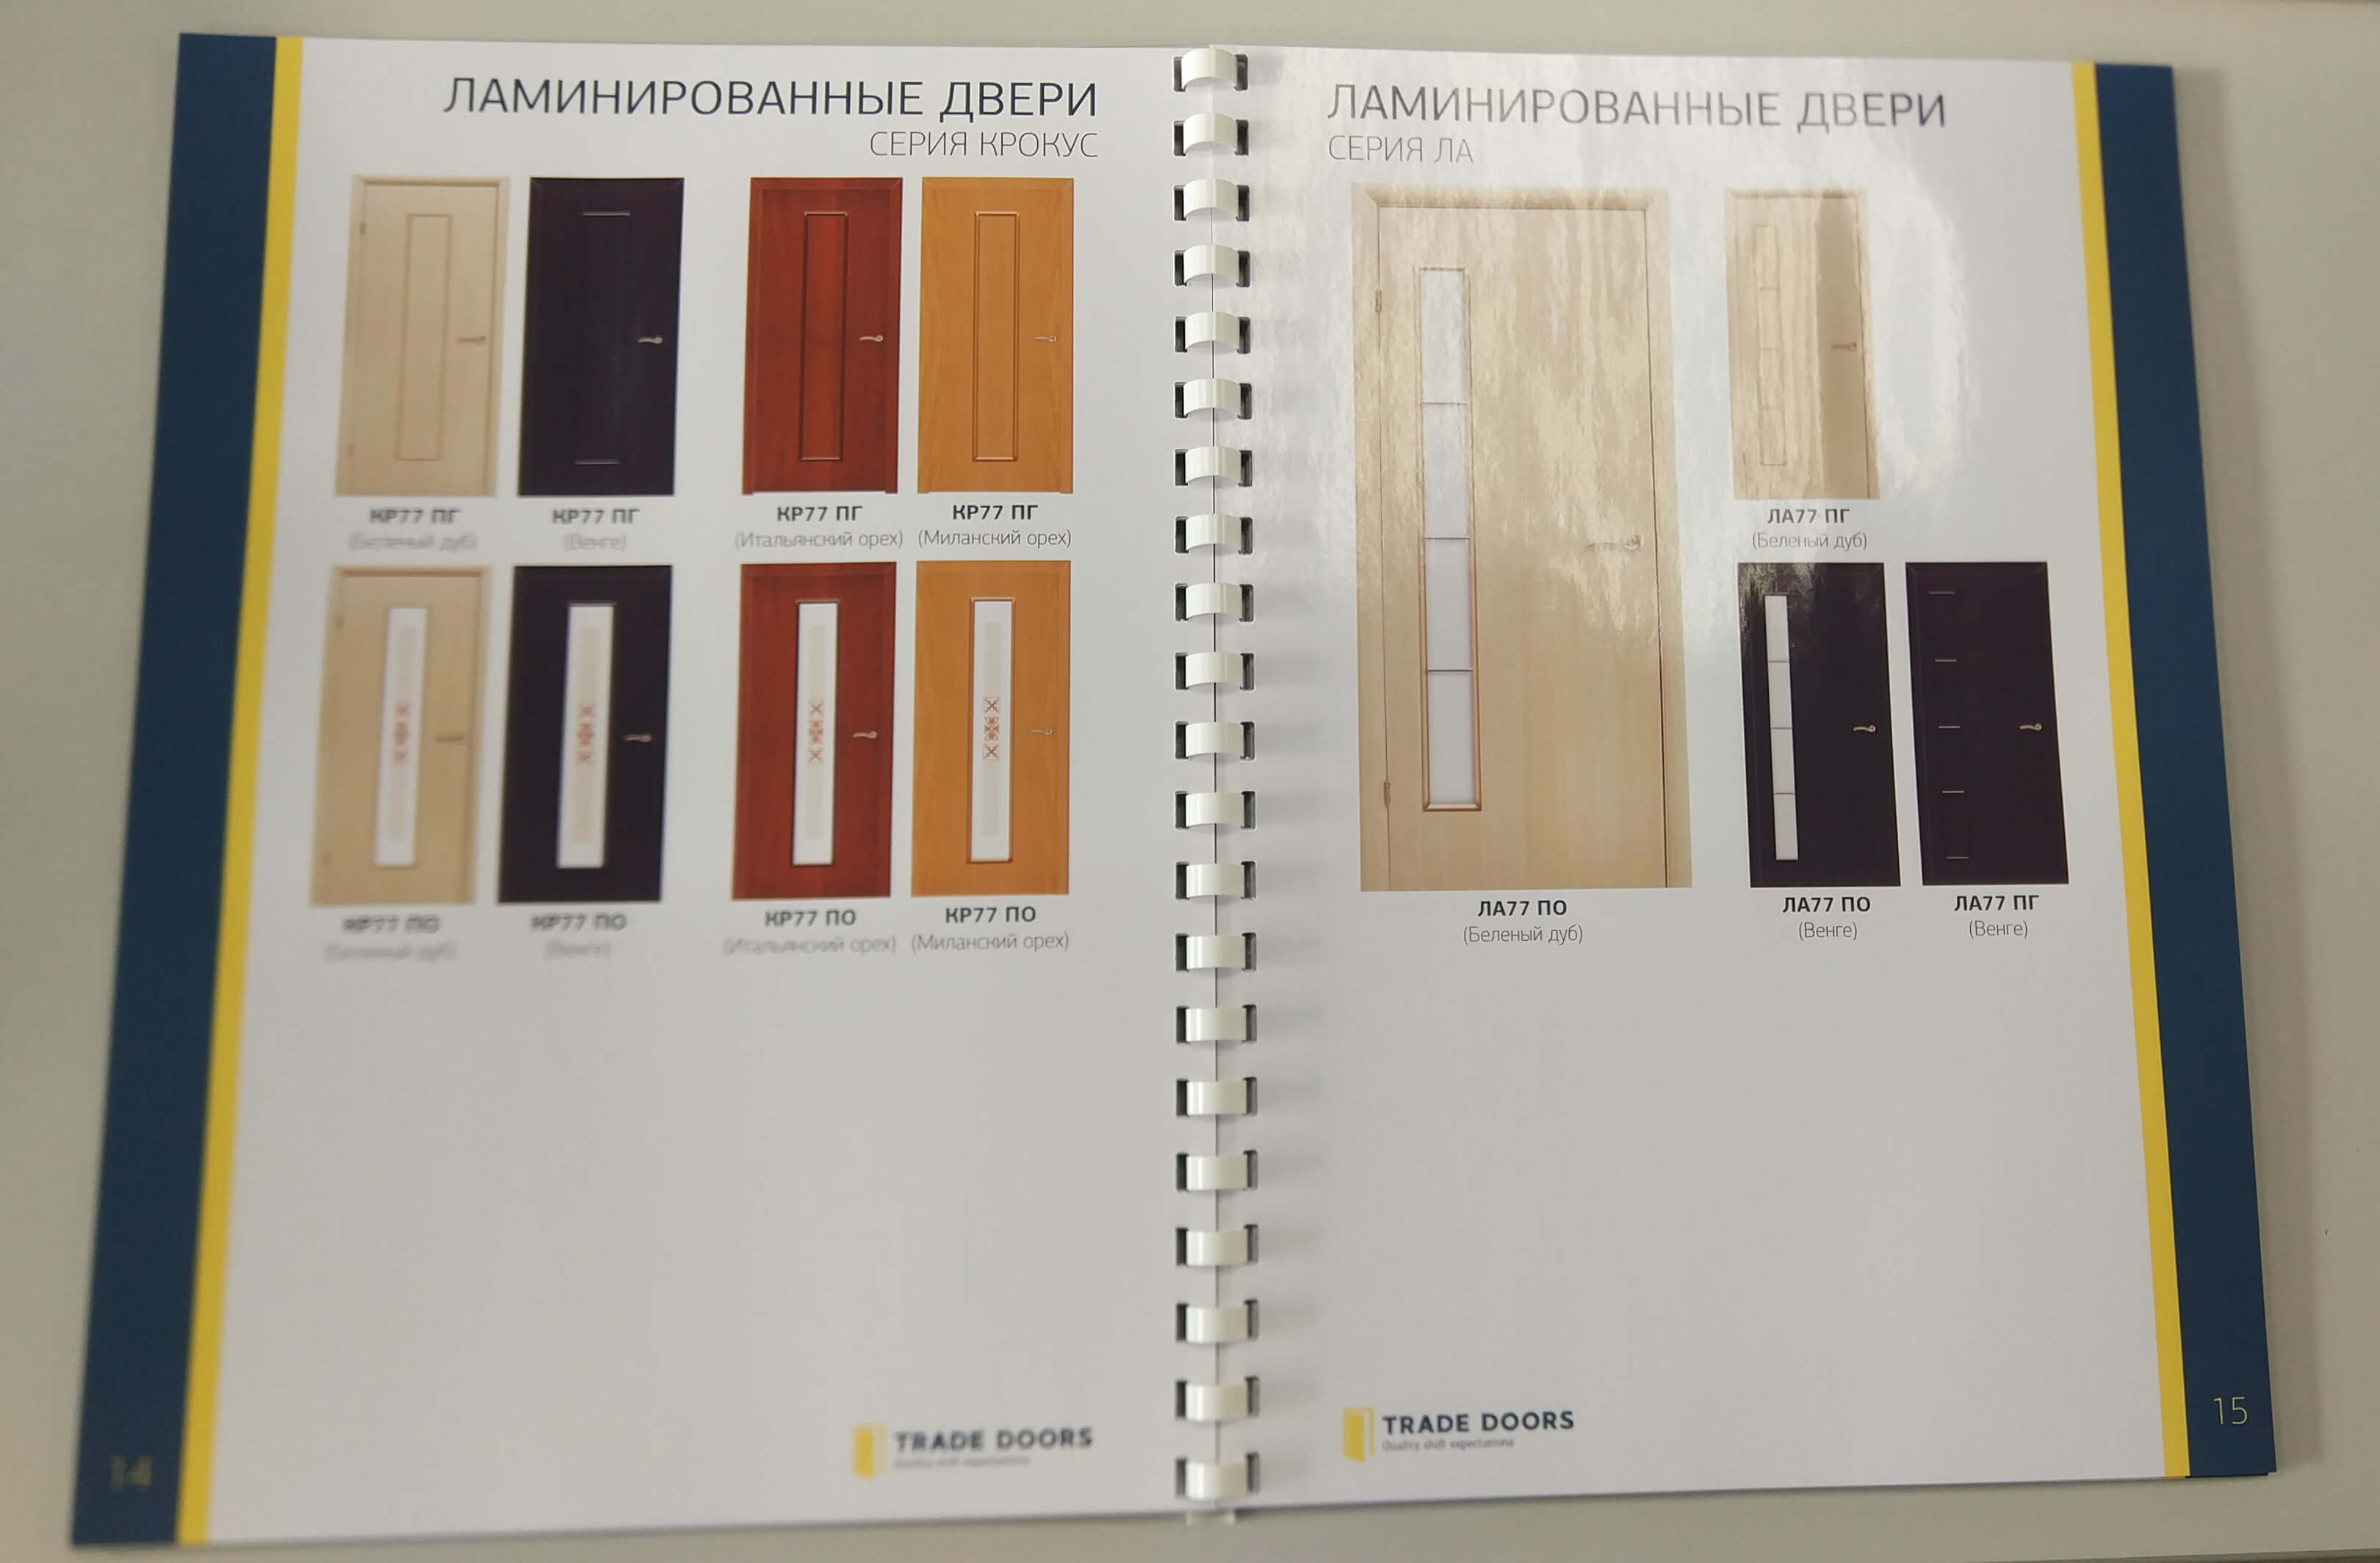 ЛАМИНИРОВАННЫЕ ДВЕРИ
СЕРИЯ КРОКУС
КР77 ПГ
(Беленый дуб)
КР77 ПГ
(Венге)
КР77 ПГ
(Итальянский орех)
КР77 ПГ
(Миланский орех)
КР77 ПО
(Беленый дуб)
КР77 ПО
(Венге)
КР77 ПО
(Итальянский орех)
КР77 ПО
(Миланский орех)
TRADE DOORS
Quality shift expectations
14
ЛАМИНИРОВАННЫЕ ДВЕРИ
СЕРИЯ ЛА
ЛА77 ПГ
(Беленый дуб)
ЛА77 ПО
(Беленый дуб)
ЛА77 ПО
(Венге)
ЛА77 ПГ
(Венге)
TRADE DOORS
Quality shift expectations
15